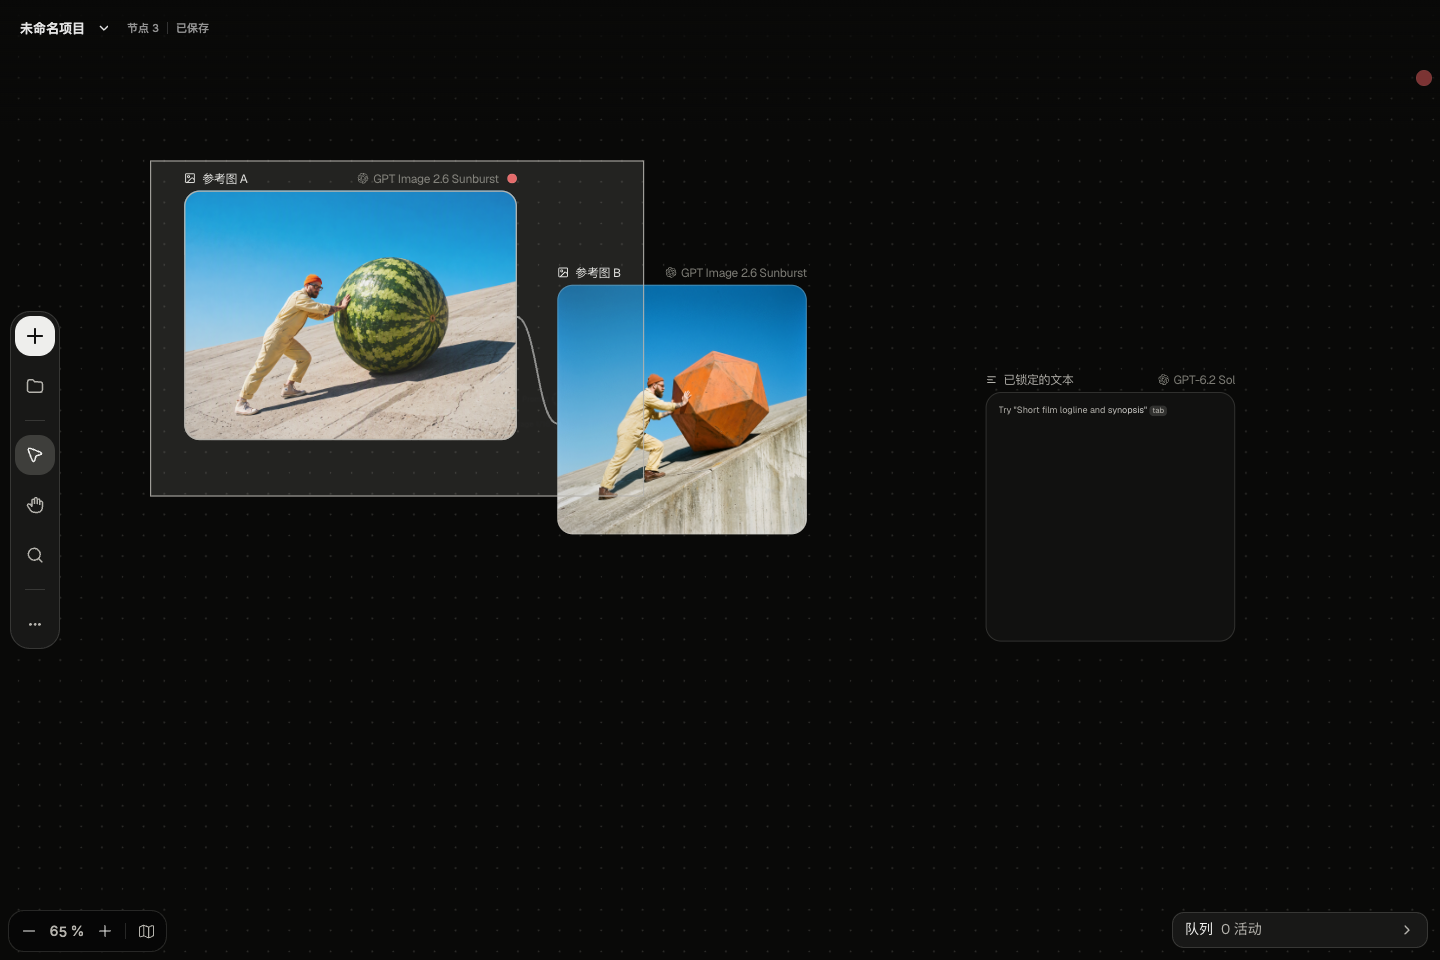 未命名项目 节点 3 已保存
参考图 A GPT Image 2.6 Sunburst
参考图 B GPT Image 2.6 Sunburst
已锁定的文本 GPT-6.2 Sol
Try "Short film logline and synopsis" tab
65 %
队列 0 活动